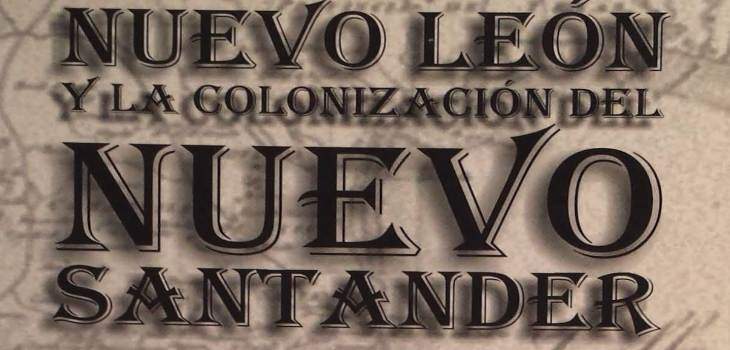 NUEVO LEÓN
Y LA COLONIZACIÓN DEL
NUEVO
SANTANDER